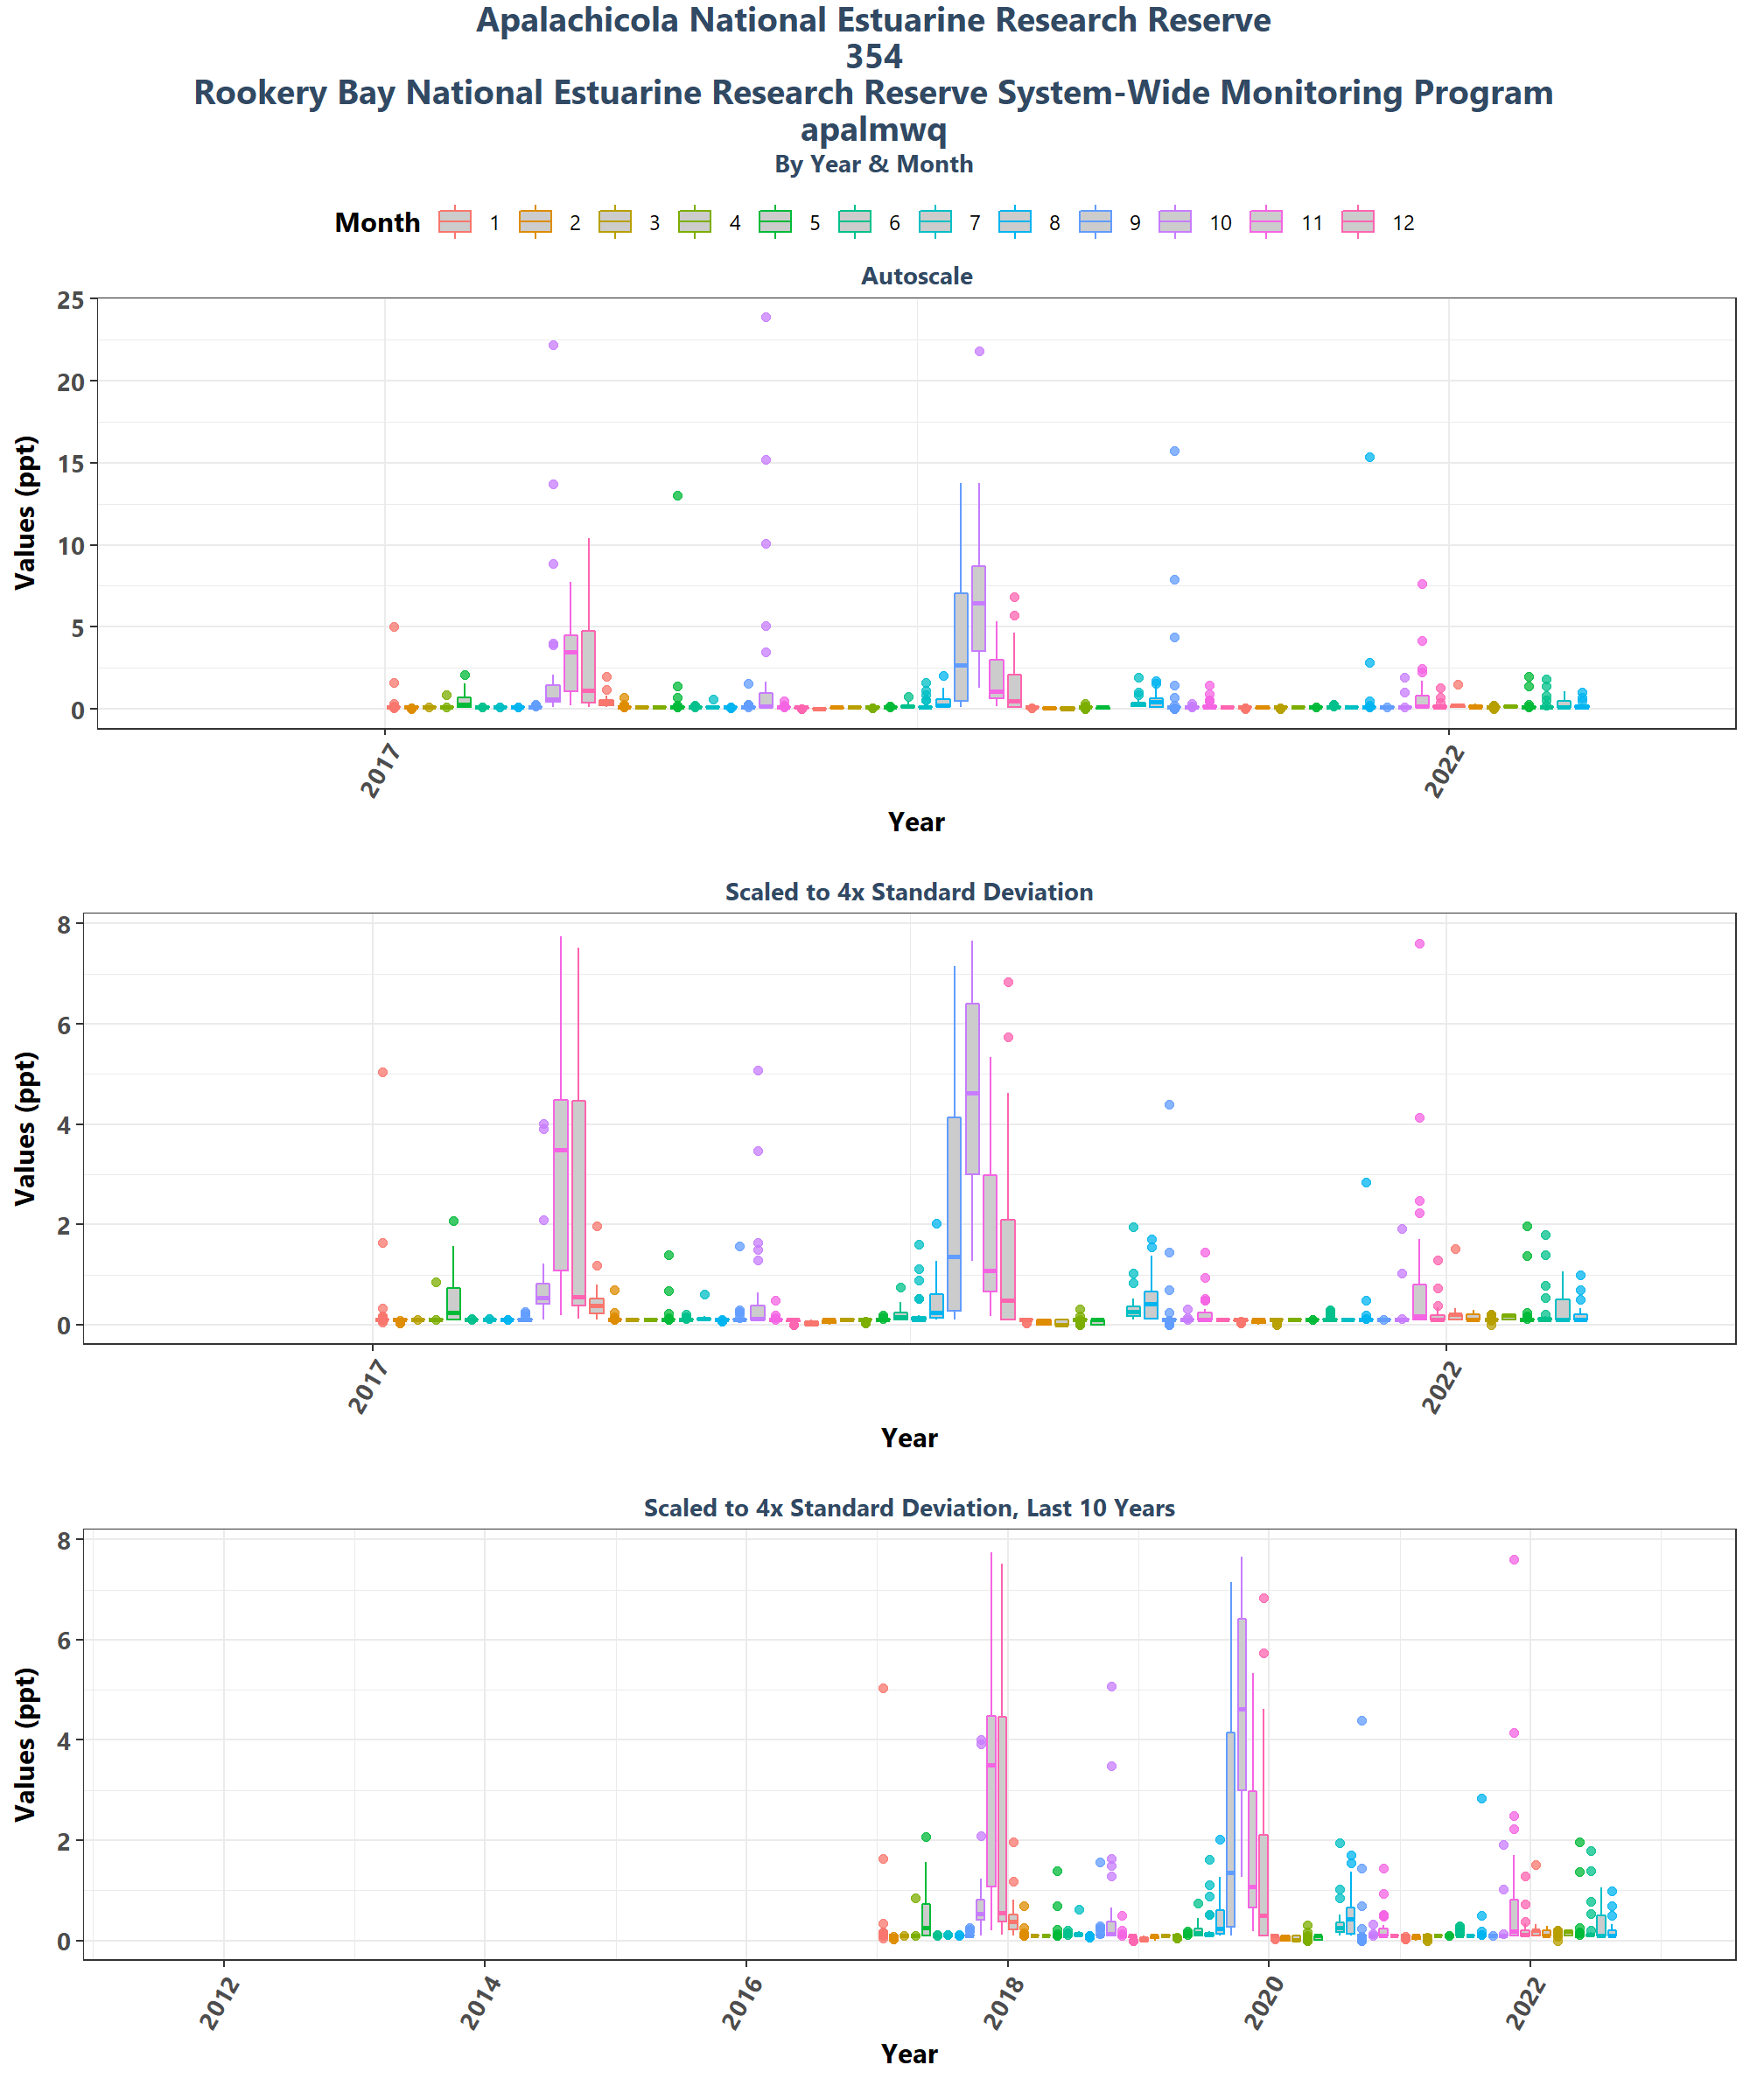 Apalachicola National Estuarine Research Reserve
354
Rookery Bay National Estuarine Research Reserve System-Wide Monitoring Program
apalmwq
By Year & Month
Month 1 2 3 4 5 6 7 8 9 10 11 12
Autoscale
Values (ppt)
25
20
15
10
5
0
2017 2022
Year
Scaled to 4x Standard Deviation
Values (ppt)
8
6
4
2
0
2017 2022
Year
Scaled to 4x Standard Deviation, Last 10 Years
Values (ppt)
8
6
4
2
0
2012 2014 2016 2018 2020 2022
Year